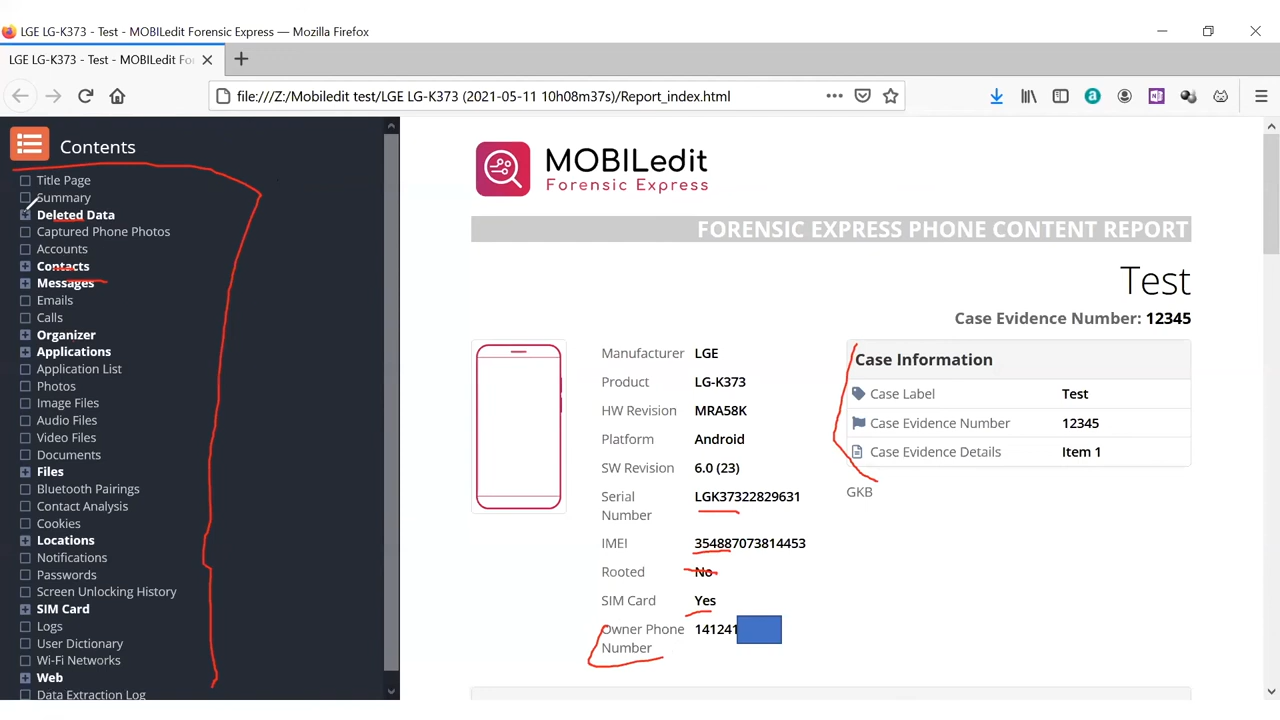 LGE LG-K373 - Test - MOBILedit Forensic Express — Mozilla Firefox
LGE LG-K373 - Test - MOBILedit Fo
file:///Z:/Mobiledit test/LGE LG-K373 (2021-05-11 10h08m37s)/Report_index.html
Contents
Title Page
Summary
Deleted Data
Captured Phone Photos
Accounts
Contacts
Messages
Emails
Calls
Organizer
Applications
Application List
Photos
Image Files
Audio Files
Video Files
Documents
Files
Bluetooth Pairings
Contact Analysis
Cookies
Locations
Notifications
Passwords
Screen Unlocking History
SIM Card
Logs
User Dictionary
Wi-Fi Networks
Web
Data Extraction Log
MOBILedit
Forensic Express
FORENSIC EXPRESS PHONE CONTENT REPORT
Test
Case Evidence Number: 12345
Manufacturer LGE
Product LG-K373
HW Revision MRA58K
Platform Android
SW Revision 6.0 (23)
Serial Number LGK37322829631
IMEI 354887073814453
Rooted No
SIM Card Yes
Owner Phone Number 141241
Case Information
Case Label Test
Case Evidence Number 12345
Case Evidence Details Item 1
GKB